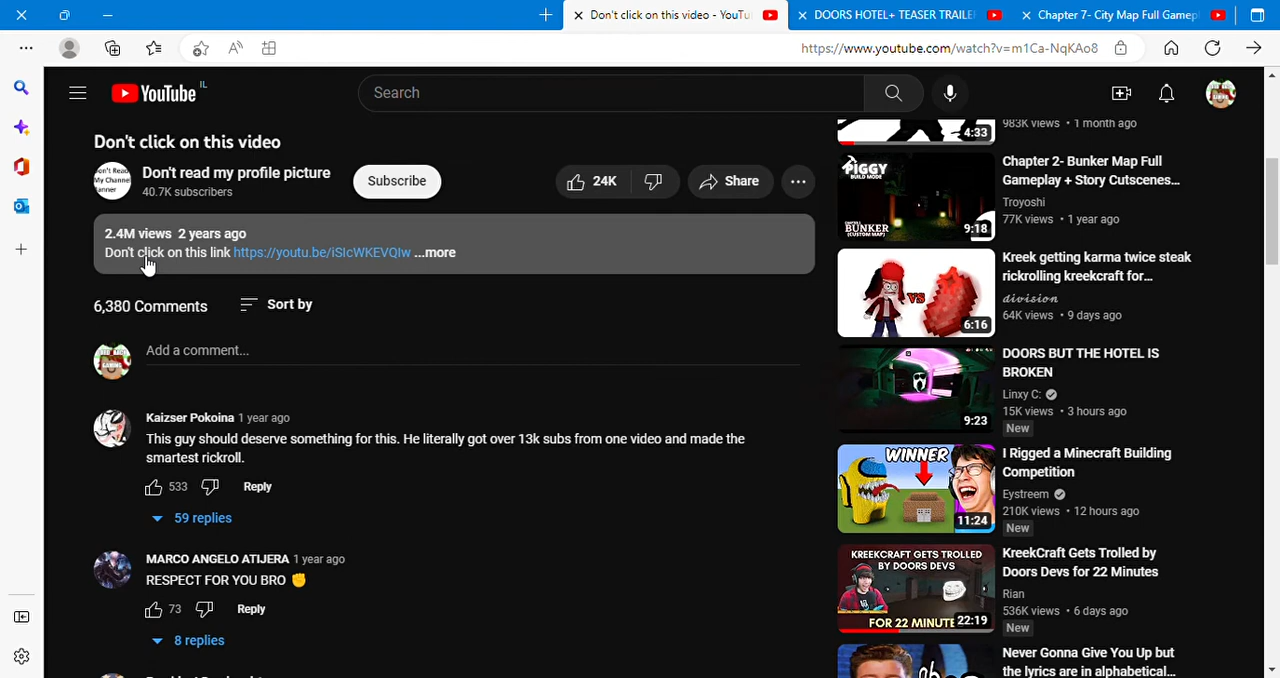 Don't click on this video - YouTu
DOORS HOTEL+ TEASER TRAILE
Chapter 7- City Map Full Gamep
https://www.youtube.com/watch?v=m1Ca-NqKAo8
YouTube IL
Search
Don't click on this video
Don't Read
My Channel
Banner
Don't read my profile picture
40.7K subscribers
Subscribe
24K
Share
2.4M views 2 years ago
Don't click on this link https://youtu.be/iSIcWKEVQIw ...more
6,380 Comments
Sort by
Add a comment...
Kaizser Pokoina 1 year ago
This guy should deserve something for this. He literally got over 13k subs from one video and made the
smartest rickroll.
533
Reply
59 replies
MARCO ANGELO ATIJERA 1 year ago
RESPECT FOR YOU BRO ✊
73
Reply
8 replies
4:33
983K views • 1 month ago
PIGGY
BUILD MODE
CHAPTER 2
BUNKER
(CUSTOM MAP)
9:18
Chapter 2- Bunker Map Full
Gameplay + Story Cutscenes...
Troyoshi
77K views • 1 year ago
VS
6:16
Kreek getting karma twice steak
rickrolling kreekcraft for...
division
64K views • 9 days ago
9:23
DOORS BUT THE HOTEL IS
BROKEN
Linxy C:
15K views • 3 hours ago
New
WINNER
11:24
I Rigged a Minecraft Building
Competition
Eystreem
210K views • 12 hours ago
New
KREEKCRAFT GETS TROLLED
BY DOORS DEVS
FOR 22 MINUTE
22:19
KreekCraft Gets Trolled by
Doors Devs for 22 Minutes
Rian
536K views • 6 days ago
New
Never Gonna Give You Up but
the lyrics are in alphabetical...